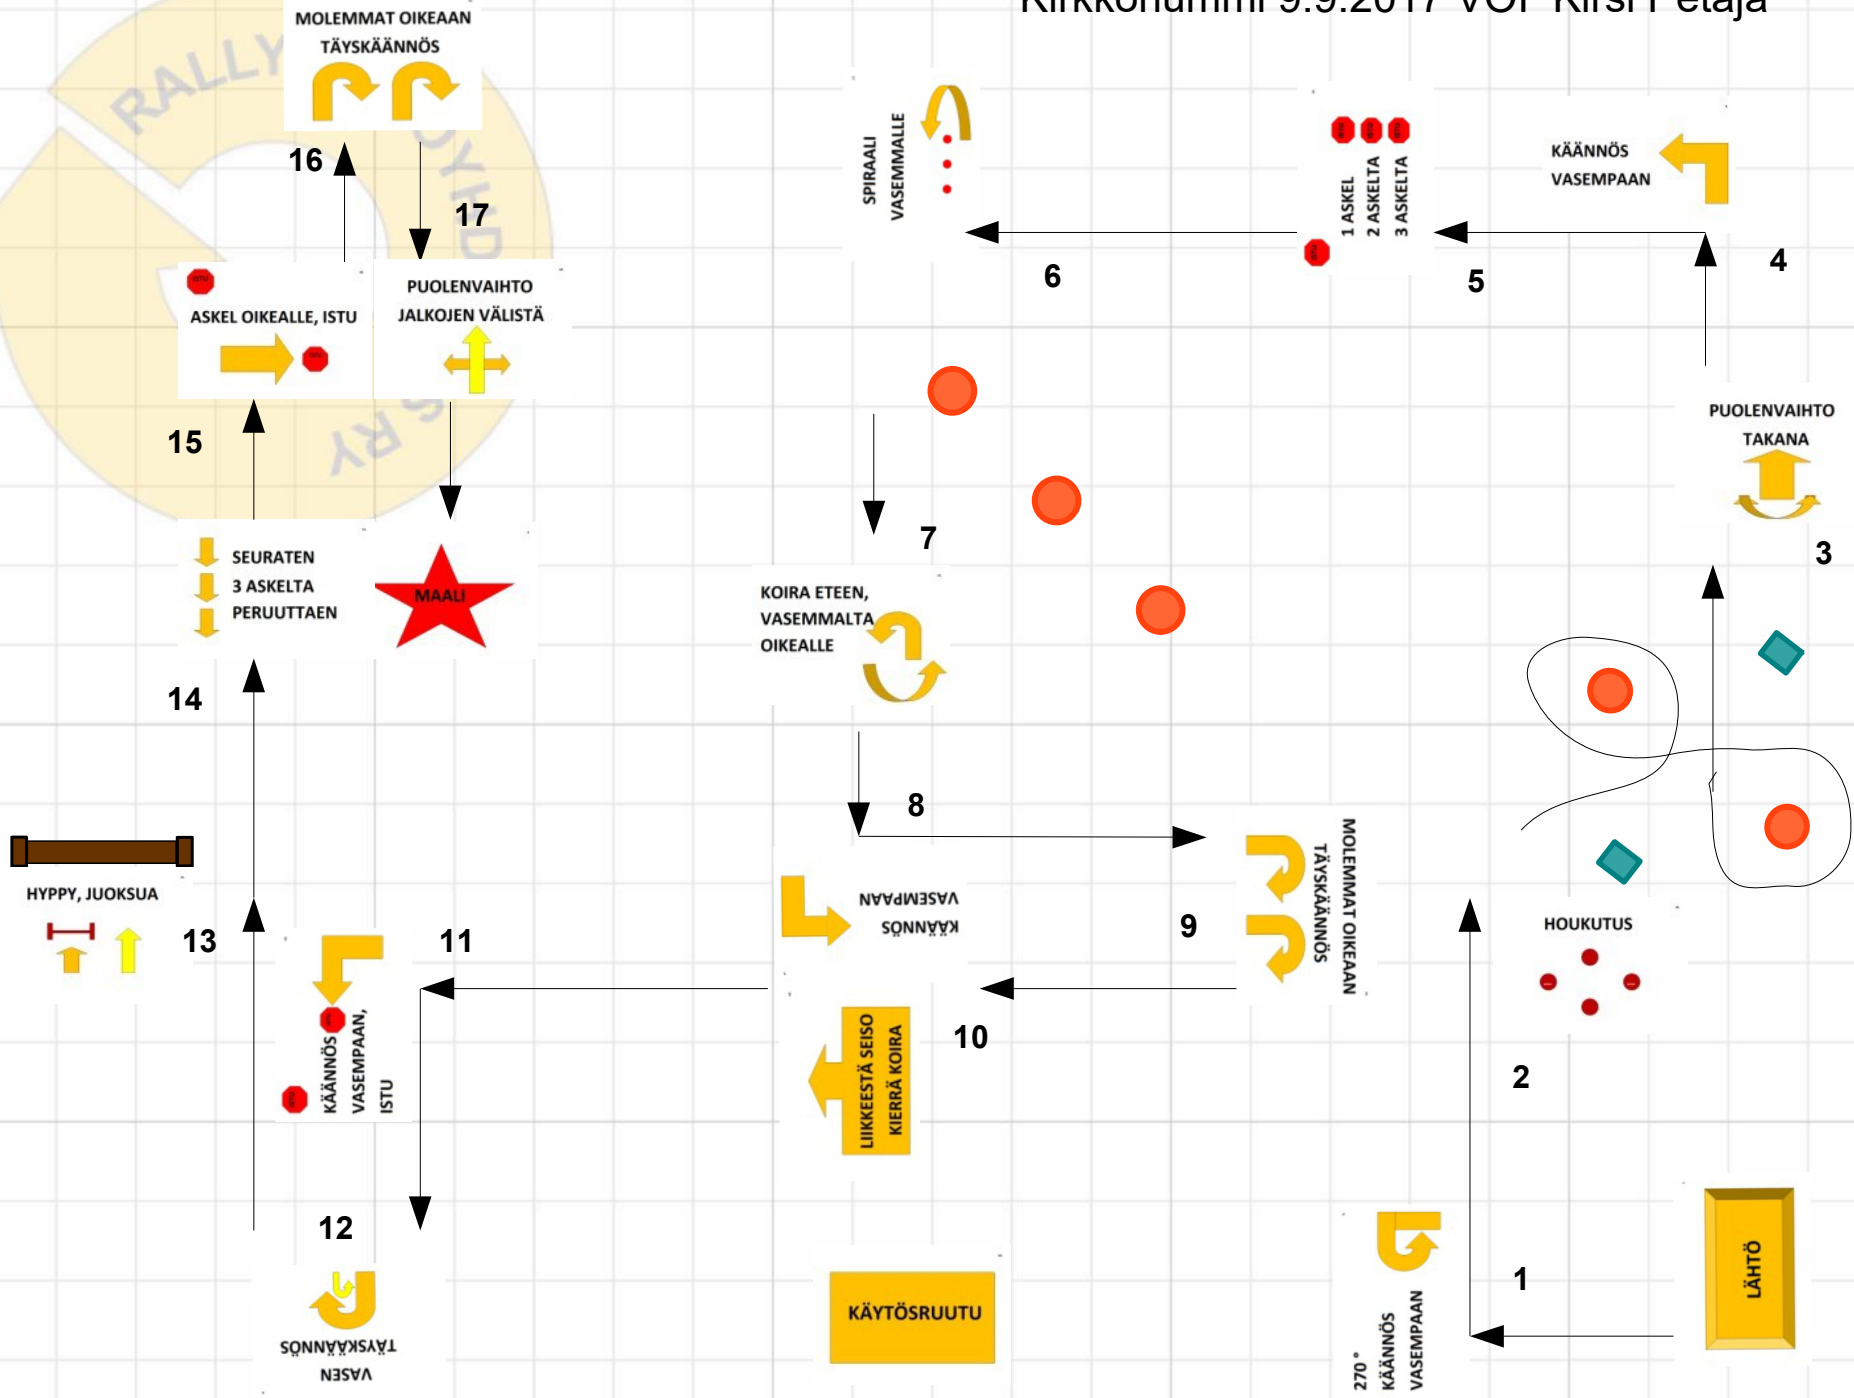 Kirkkonummi 9.9.2017 VOI Kirsi Petäjä
MOLEMMAT OIKEAAN
TÄYSKÄÄNNÖS
RALLY
16
17
SPIRAALI
VASEMMALLE
6
1 ASKEL
2 ASKELTA
3 ASKELTA
5
KÄÄNNÖS
VASEMPAAN
4
ISTU
ASKEL OIKEALLE, ISTU
PUOLENVAIHTO
JALKOJEN VÄLISTÄ
15
RY
PUOLENVAIHTO
TAKANA
3
SEURATEN
3 ASKELTA
PERUUTTAEN
MAALI
14
7
KOIRA ETEEN,
VASEMMALTA
OIKEALLE
8
HYPPY, JUOKSUA
13
KÄÄNNÖS
VASEMPAAN
9
MOLEMMAT OIKEAAN
TÄYSKÄÄNNÖS
HOUKUTUS
2
11
KÄÄNNÖS
VASEMPAAN,
ISTU
LIIKKEESTÄ SEISO
KIERRÄ KOIRA
10
12
VASEN
TÄYSKÄÄNNÖS
KÄYTÖSRUUTU
270°
KÄÄNNÖS
VASEMPAAN
1
LÄHTÖ